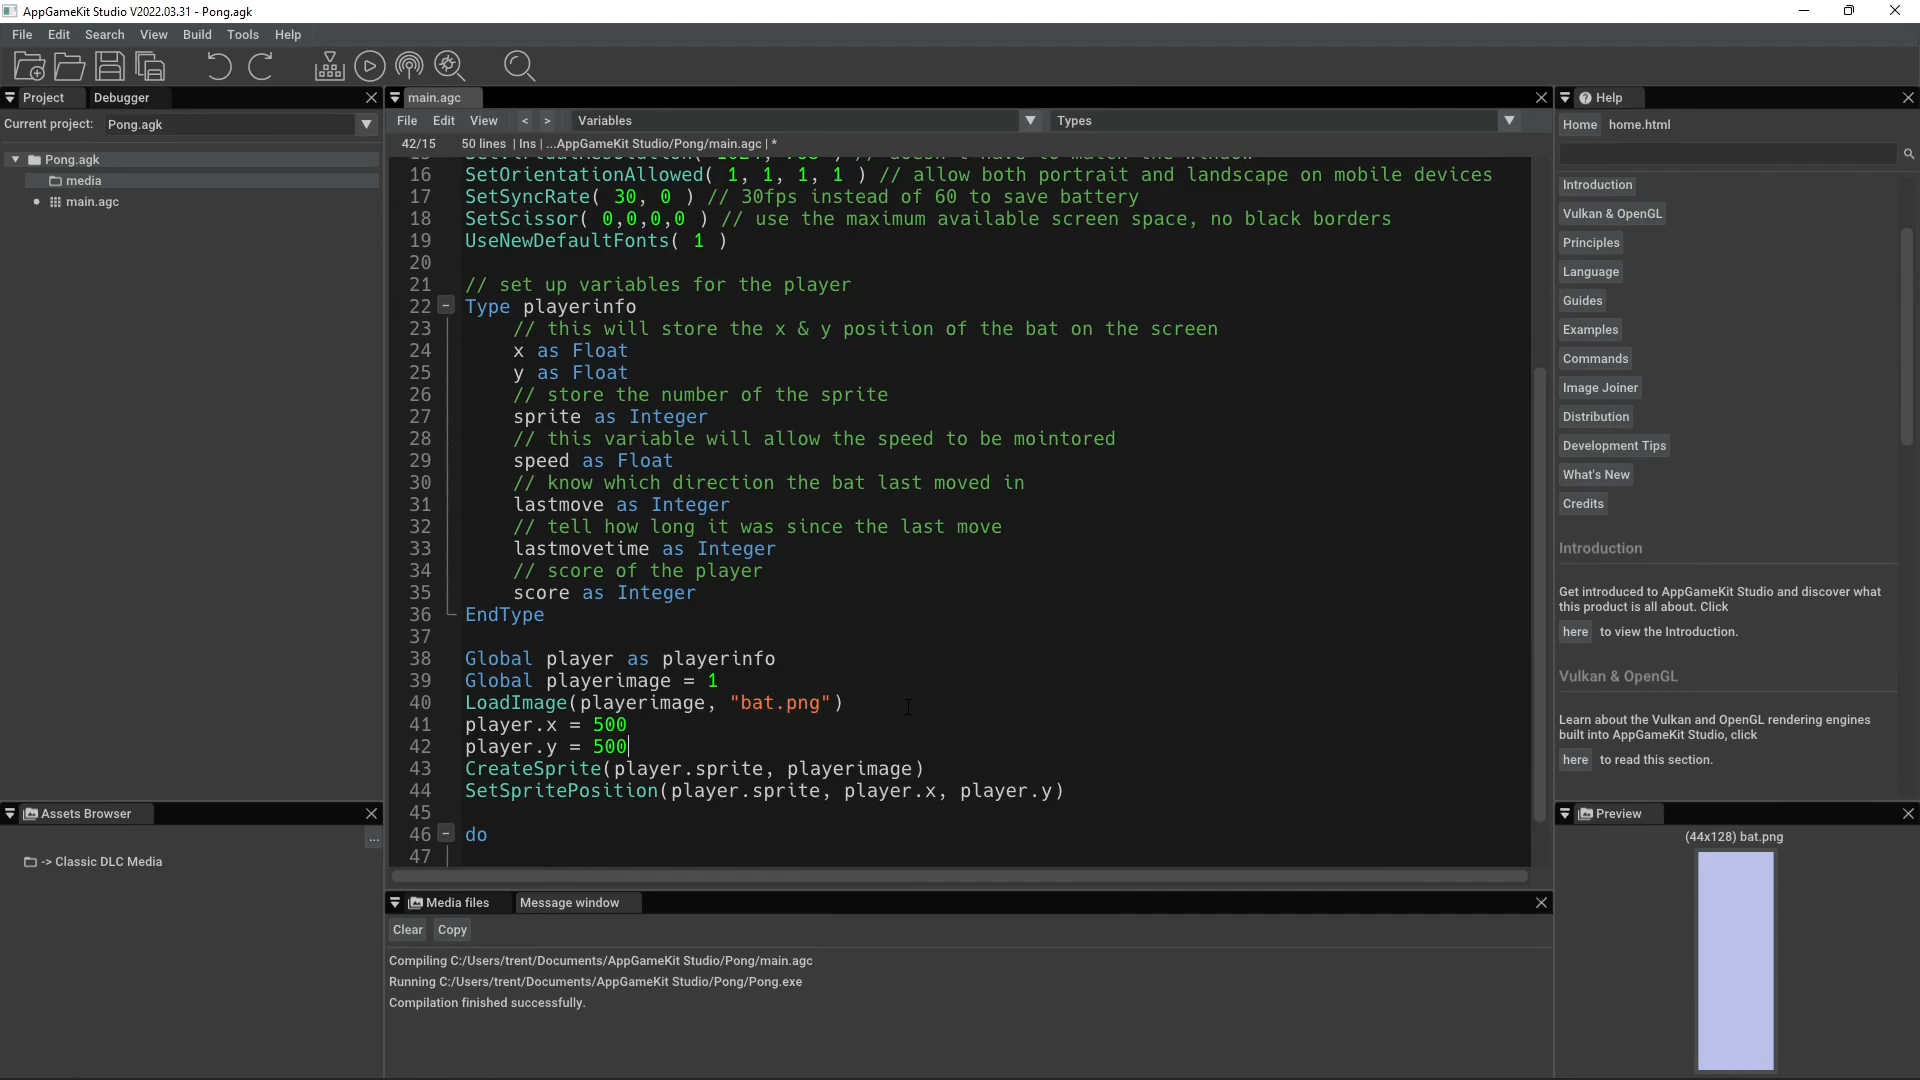 AppGameKit Studio V2022.03.31 - Pong.agk
File Edit Search View Build Tools Help
Project Debugger
Current project: Pong.agk
Pong.agk
media
main.agc
Assets Browser
...
-> Classic DLC Media
main.agc
File Edit View < > Variables Types
42/15 50 lines | Ins | ...AppGameKit Studio/Pong/main.agc | *
16 SetOrientationAllowed( 1, 1, 1, 1 ) // allow both portrait and landscape on mobile devices
17 SetSyncRate( 30, 0 ) // 30fps instead of 60 to save battery
18 SetScissor( 0,0,0,0 ) // use the maximum available screen space, no black borders
19 UseNewDefaultFonts( 1 )
20
21 // set up variables for the player
22 Type playerinfo
23 // this will store the x & y position of the bat on the screen
24 x as Float
25 y as Float
26 // store the number of the sprite
27 sprite as Integer
28 // this variable will allow the speed to be mointored
29 speed as Float
30 // know which direction the bat last moved in
31 lastmove as Integer
32 // tell how long it was since the last move
33 lastmovetime as Integer
34 // score of the player
35 score as Integer
36 EndType
37
38 Global player as playerinfo
39 Global playerimage = 1
40 LoadImage(playerimage, "bat.png")
41 player.x = 500
42 player.y = 500
43 CreateSprite(player.sprite, playerimage)
44 SetSpritePosition(player.sprite, player.x, player.y)
45
46 do
47
Media files Message window
Clear Copy
Compiling C:/Users/trent/Documents/AppGameKit Studio/Pong/main.agc
Running C:/Users/trent/Documents/AppGameKit Studio/Pong/Pong.exe
Compilation finished successfully.
Help
Home home.html
Introduction
Vulkan & OpenGL
Principles
Language
Guides
Examples
Commands
Image Joiner
Distribution
Development Tips
What's New
Credits
Introduction
Get introduced to AppGameKit Studio and discover what
this product is all about. Click
here to view the Introduction.
Vulkan & OpenGL
Learn about the Vulkan and OpenGL rendering engines
built into AppGameKit Studio, click
here to read this section.
Preview
(44x128) bat.png